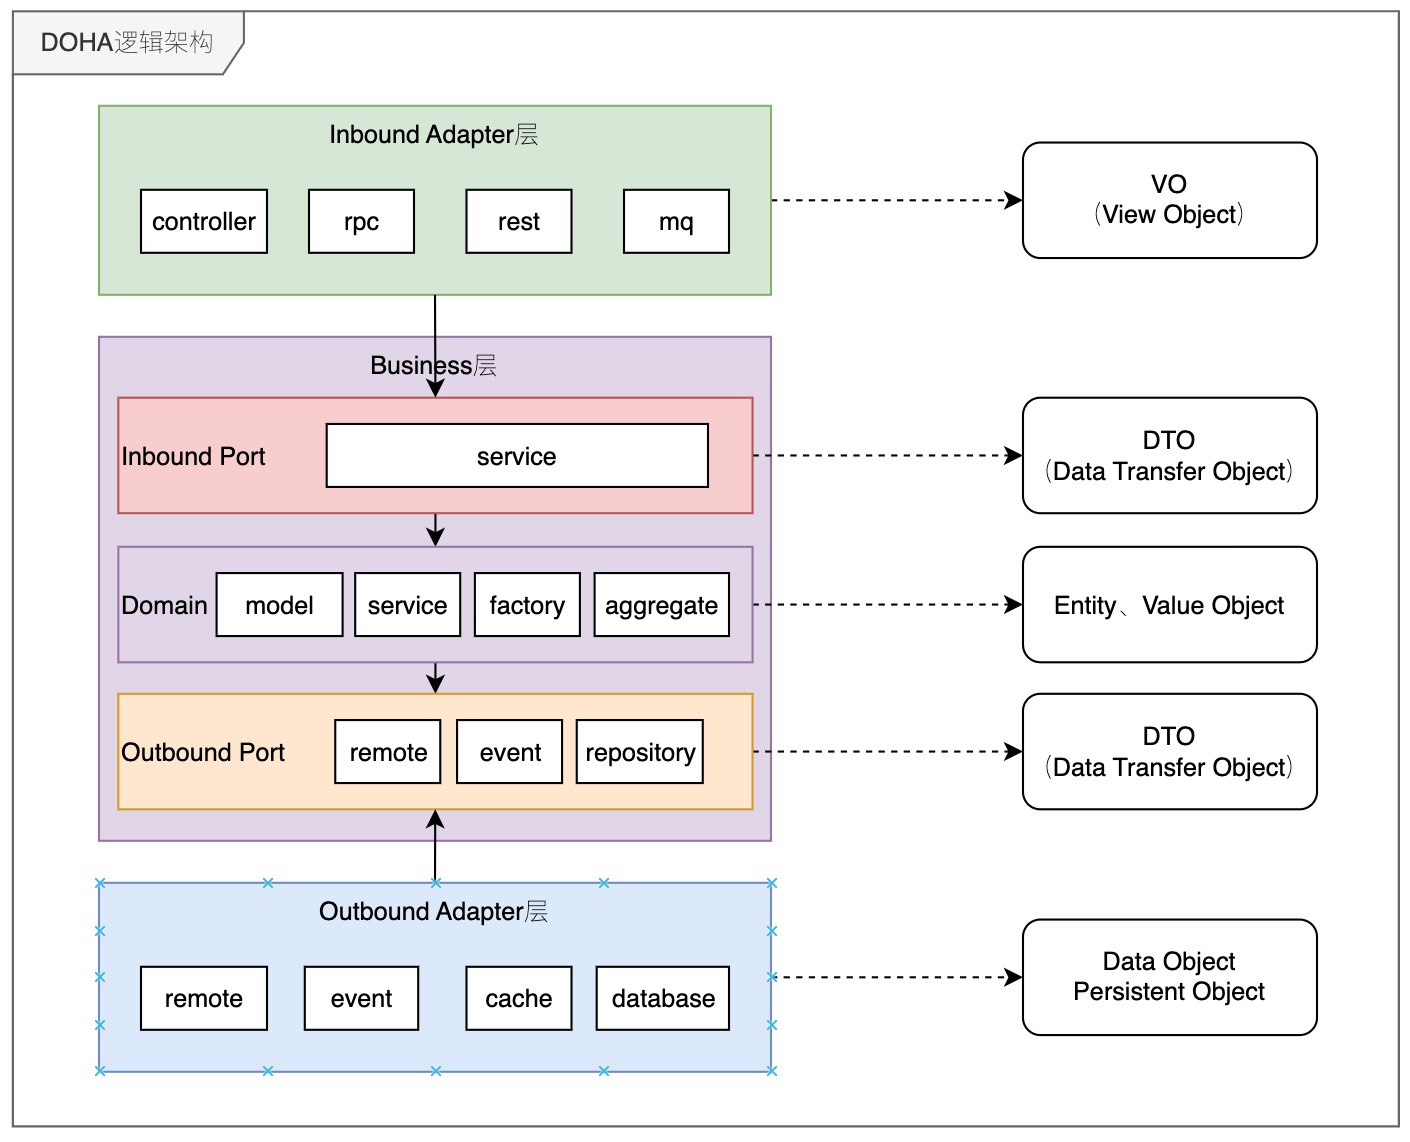 DOHA逻辑架构
Inbound Adapter层
controller
rpc
rest
mq
VO
（View Object）
Business层
Inbound Port
service
DTO
（Data Transfer Object）
Domain
model
service
factory
aggregate
Entity、Value Object
Outbound Port
remote
event
repository
DTO
（Data Transfer Object）
Outbound Adapter层
remote
event
cache
database
Data Object
Persistent Object